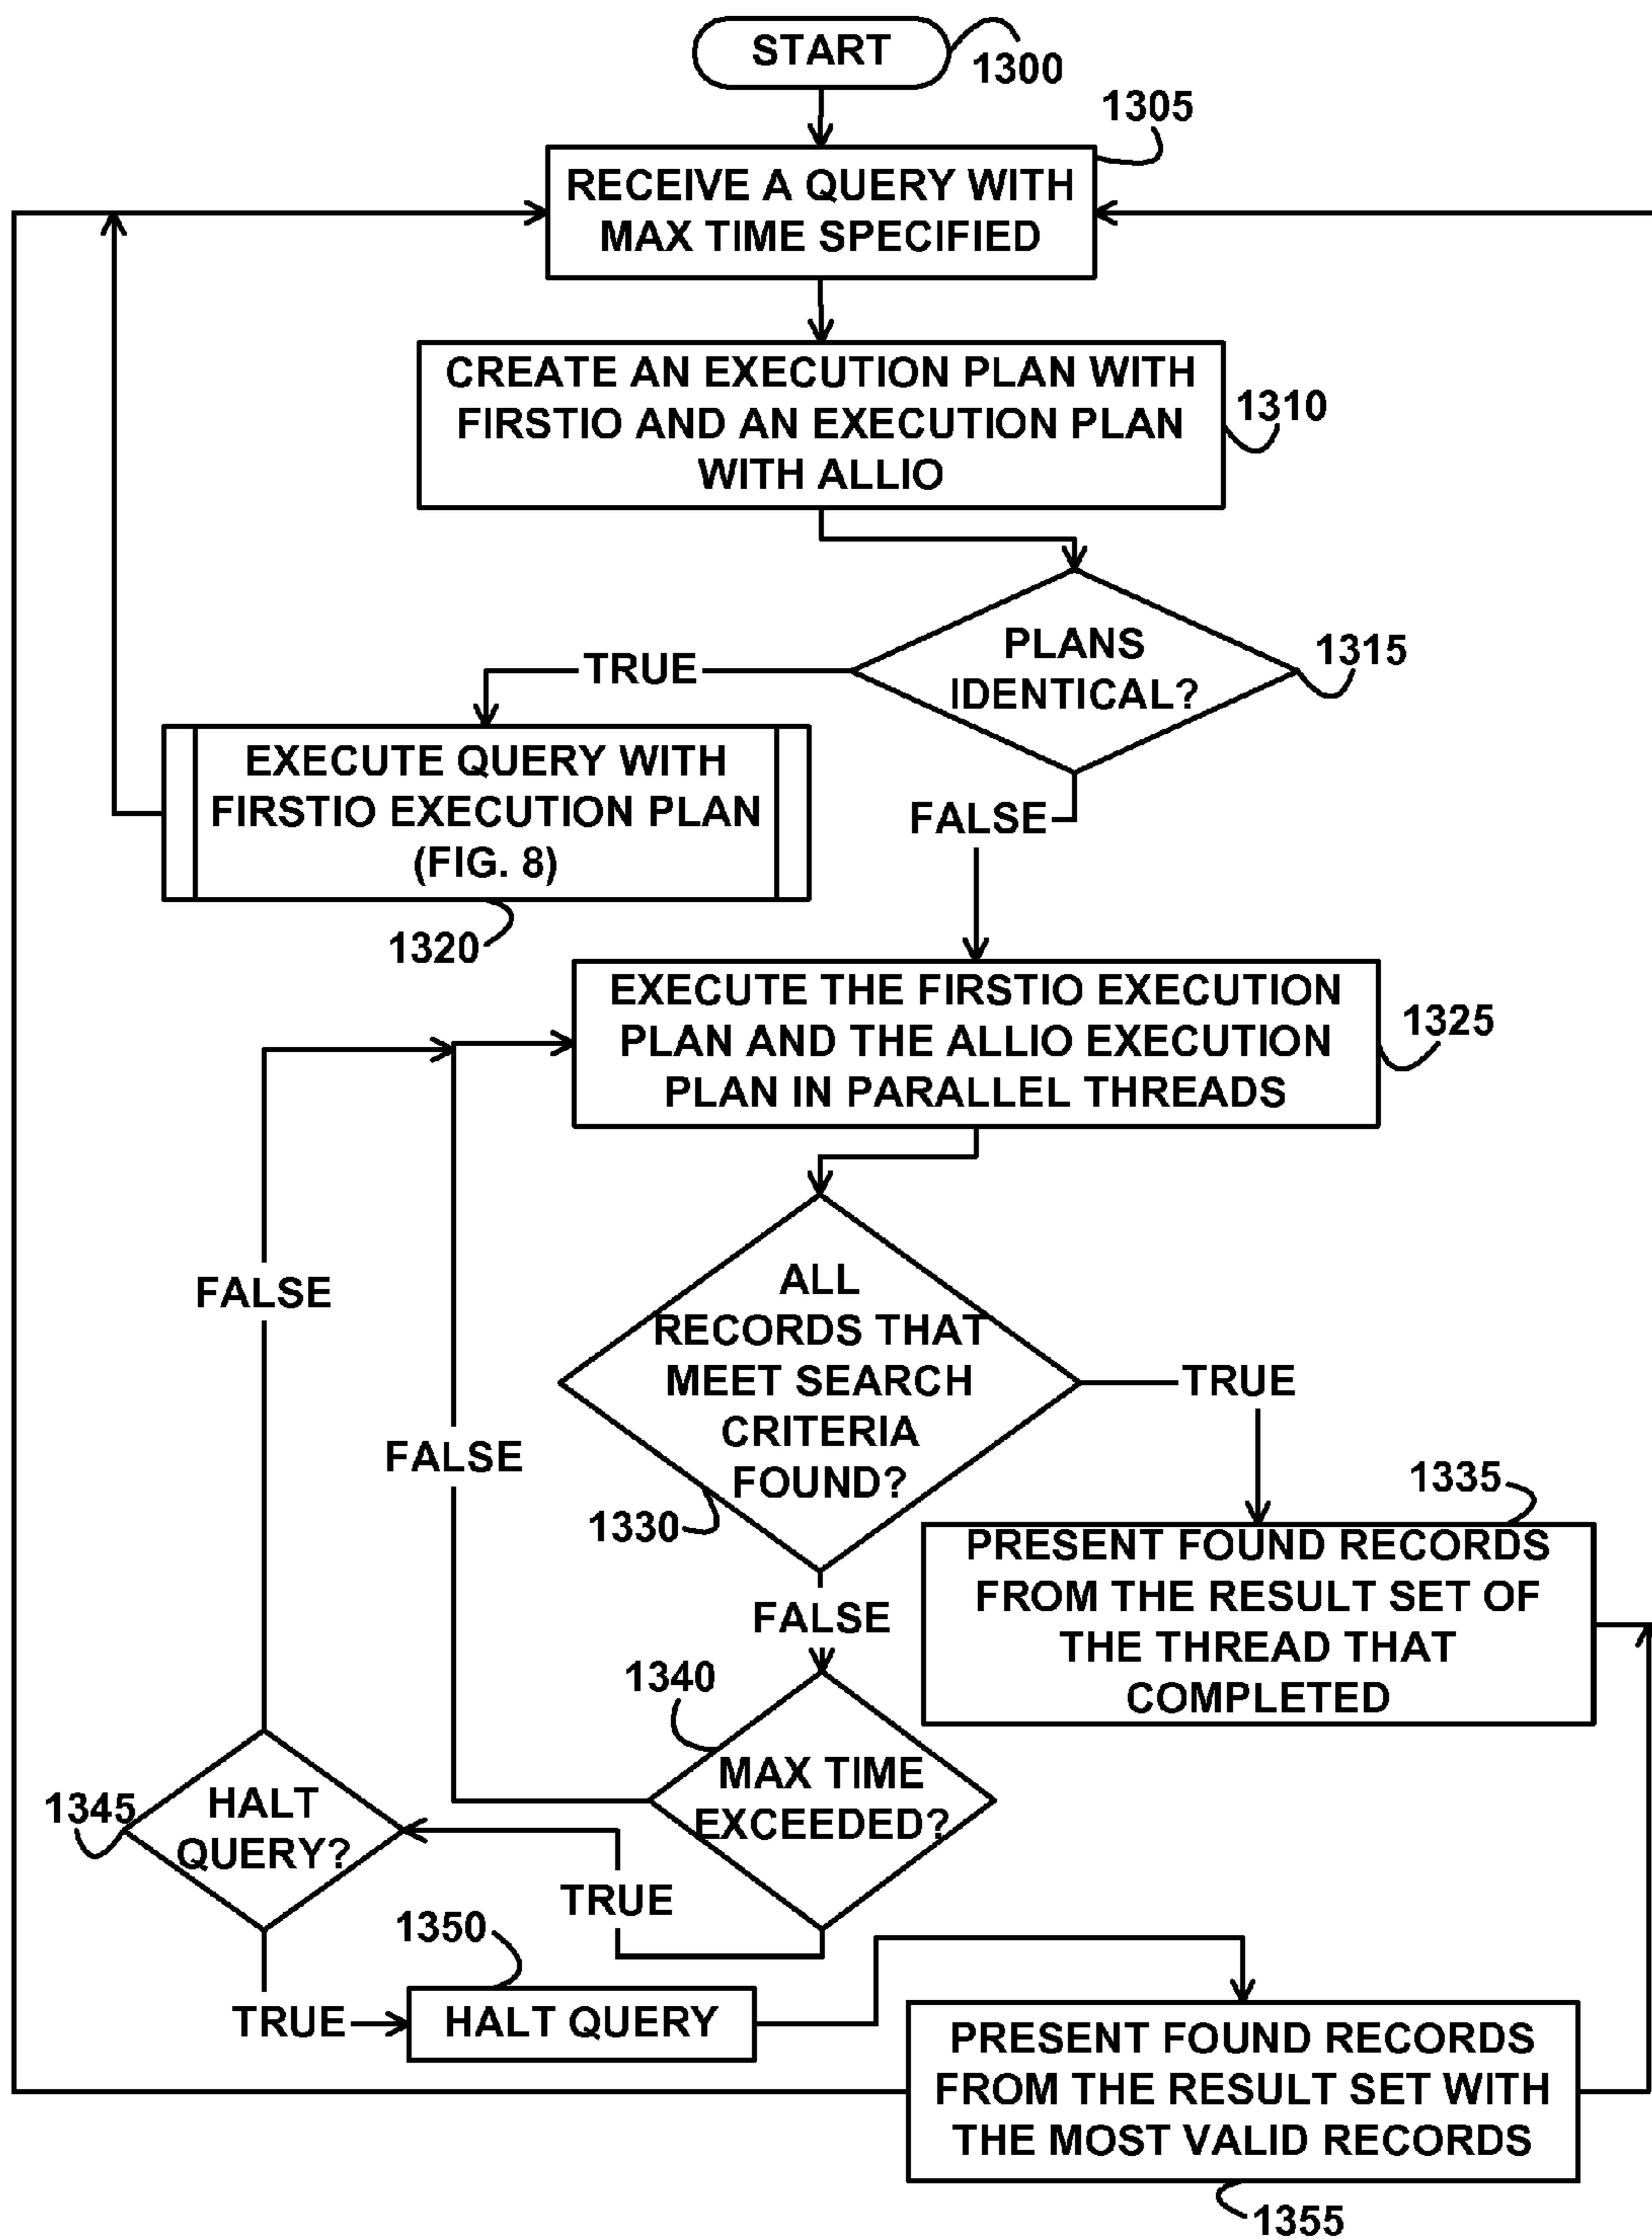 START
1300
1305
RECEIVE A QUERY WITH
MAX TIME SPECIFIED
CREATE AN EXECUTION PLAN WITH
FIRSTIO AND AN EXECUTION PLAN
WITH ALLIO
1310
PLANS
IDENTICAL?
1315
TRUE
EXECUTE QUERY WITH
FIRSTIO EXECUTION PLAN
(FIG. 8)
1320
FALSE
EXECUTE THE FIRSTIO EXECUTION
PLAN AND THE ALLIO EXECUTION
PLAN IN PARALLEL THREADS
1325
ALL
RECORDS THAT
MEET SEARCH
CRITERIA
FOUND?
1330
TRUE
1335
PRESENT FOUND RECORDS
FROM THE RESULT SET OF
THE THREAD THAT
COMPLETED
FALSE
1340
MAX TIME
EXCEEDED?
FALSE
TRUE
1345
HALT
QUERY?
FALSE
TRUE
1350
HALT QUERY
PRESENT FOUND RECORDS
FROM THE RESULT SET WITH
THE MOST VALID RECORDS
1355